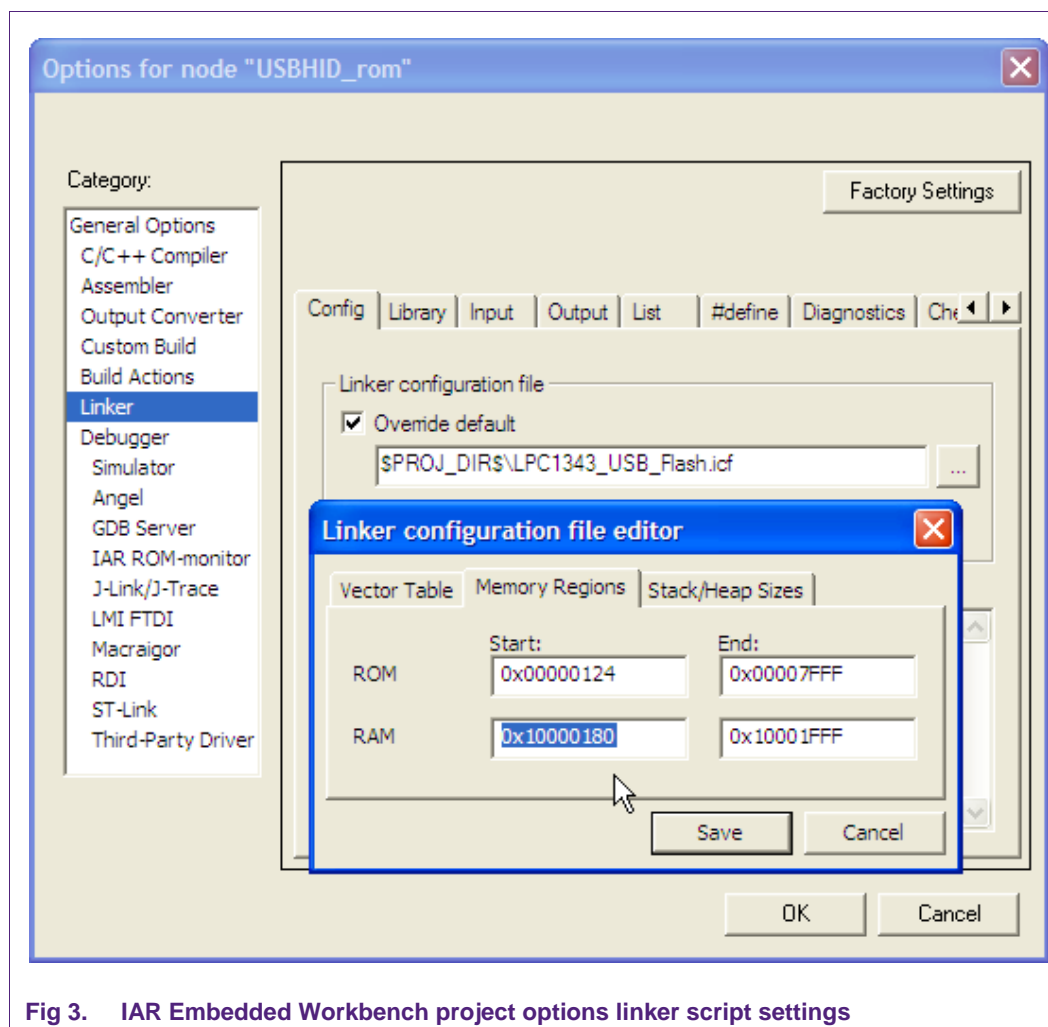 Options for node "USBHID_rom"
Category:
Factory Settings
General Options
C/C++ Compiler
Assembler
Output Converter
Custom Build
Build Actions
Linker
Debugger
Simulator
Angel
GDB Server
IAR ROM-monitor
J-Link/J-Trace
LMI FTDI
Macraigor
RDI
ST-Link
Third-Party Driver
Config Library Input Output List #define Diagnostics Che
Linker configuration file
Override default
$PROJ_DIR$\LPC1343_USB_Flash.icf
...
Linker configuration file editor
Vector Table Memory Regions Stack/Heap Sizes
Start: End:
ROM 0x00000124 0x00007FFF
RAM 0x10000180 0x10001FFF
Save Cancel
OK Cancel
Fig 3. IAR Embedded Workbench project options linker script settings